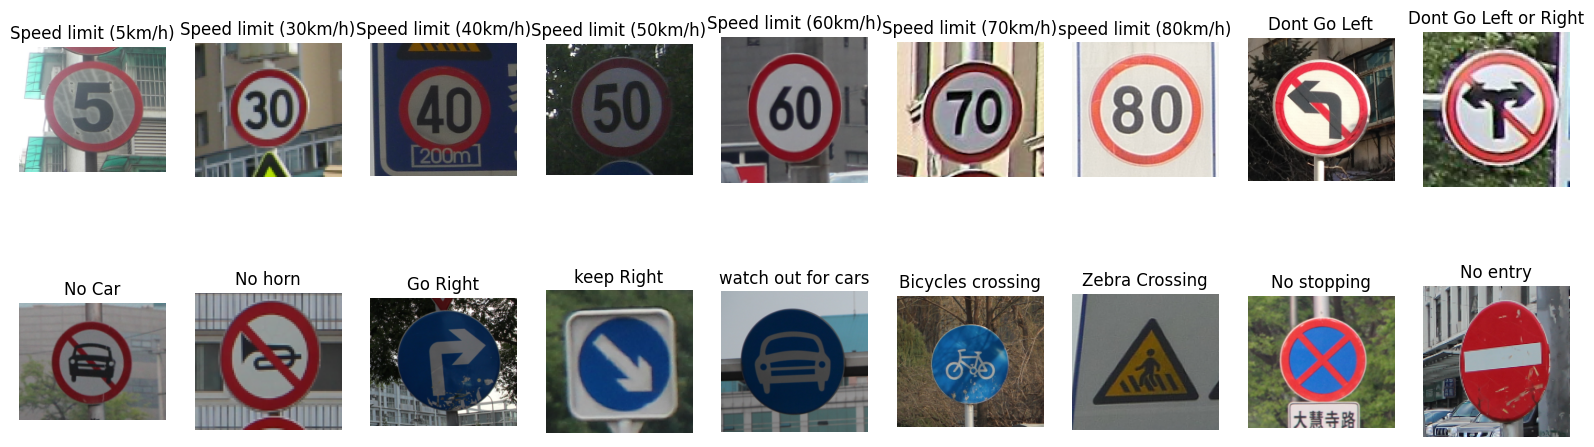 Speed limit (5km/h)
Speed limit (30km/h)
Speed limit (40km/h)
Speed limit (50km/h)
Speed limit (60km/h)
Speed limit (70km/h)
speed limit (80km/h)
Dont Go Left
Dont Go Left or Right
5
30
40
50
60
70
80
200m
No Car
No horn
Go Right
keep Right
watch out for cars
Bicycles crossing
Zebra Crossing
No stopping
No entry
大慧寺路